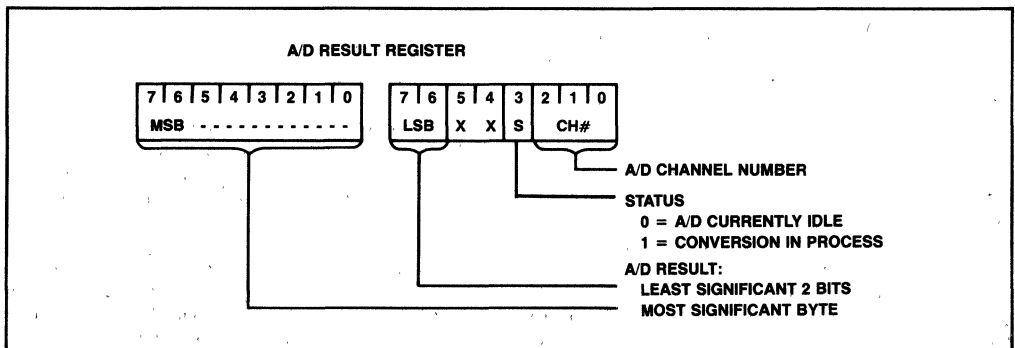 A/D RESULT REGISTER
7 6 5 4 3 2 1 0 7 6 5 4 3 2 1 0
MSB - - - - - - - - - - - - LSB X X S CH#
A/D CHANNEL NUMBER
STATUS
0 = A/D CURRENTLY IDLE
1 = CONVERSION IN PROCESS
A/D RESULT:
LEAST SIGNIFICANT 2 BITS
MOST SIGNIFICANT BYTE